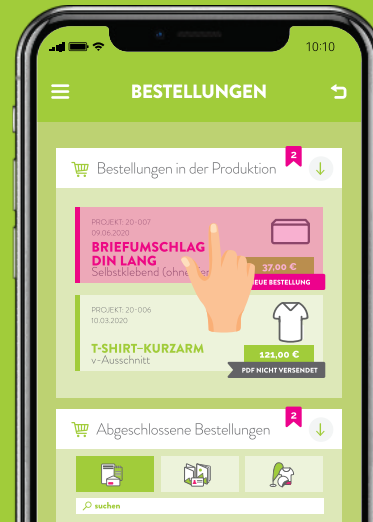 10:10
BESTELLUNGEN
2
Bestellungen in der Produktion
PROJEKT: 20-007
09.06.2020
BRIEFUMSCHLAG
DIN LANG
Selbstklebend (ohne
37,00 €
NEUE BESTELLUNG
PROJEKT: 20-006
10.03.2020
T-SHIRT-KURZARM
v-Ausschnitt
121,00 €
PDF NICHT VERSENDET
2
Abgeschlossene Bestellungen
suchen